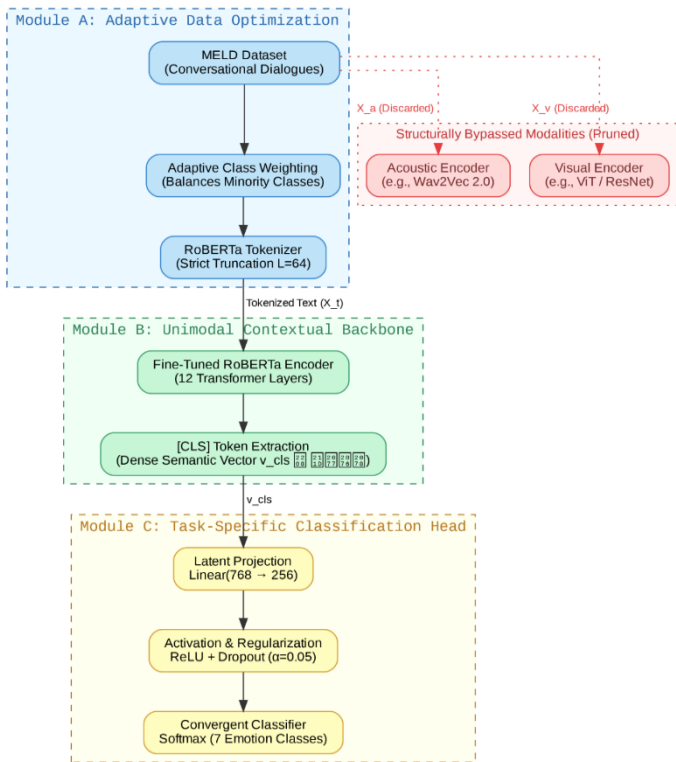 Module A: Adaptive Data Optimization
MELD Dataset
(Conversational Dialogues)
X_a (Discarded)
X_v (Discarded)
Structurally Bypassed Modalities (Pruned)
Acoustic Encoder
(e.g., Wav2Vec 2.0)
Visual Encoder
(e.g., ViT / ResNet)
Adaptive Class Weighting
(Balances Minority Classes)
RoBERTa Tokenizer
(Strict Truncation L=64)
Tokenized Text (X_t)
Module B: Unimodal Contextual Backbone
Fine-Tuned RoBERTa Encoder
(12 Transformer Layers)
[CLS] Token Extraction
(Dense Semantic Vector v_cls )
v_cls
Module C: Task-Specific Classification Head
Latent Projection
Linear(768 → 256)
Activation & Regularization
ReLU + Dropout (α=0.05)
Convergent Classifier
Softmax (7 Emotion Classes)